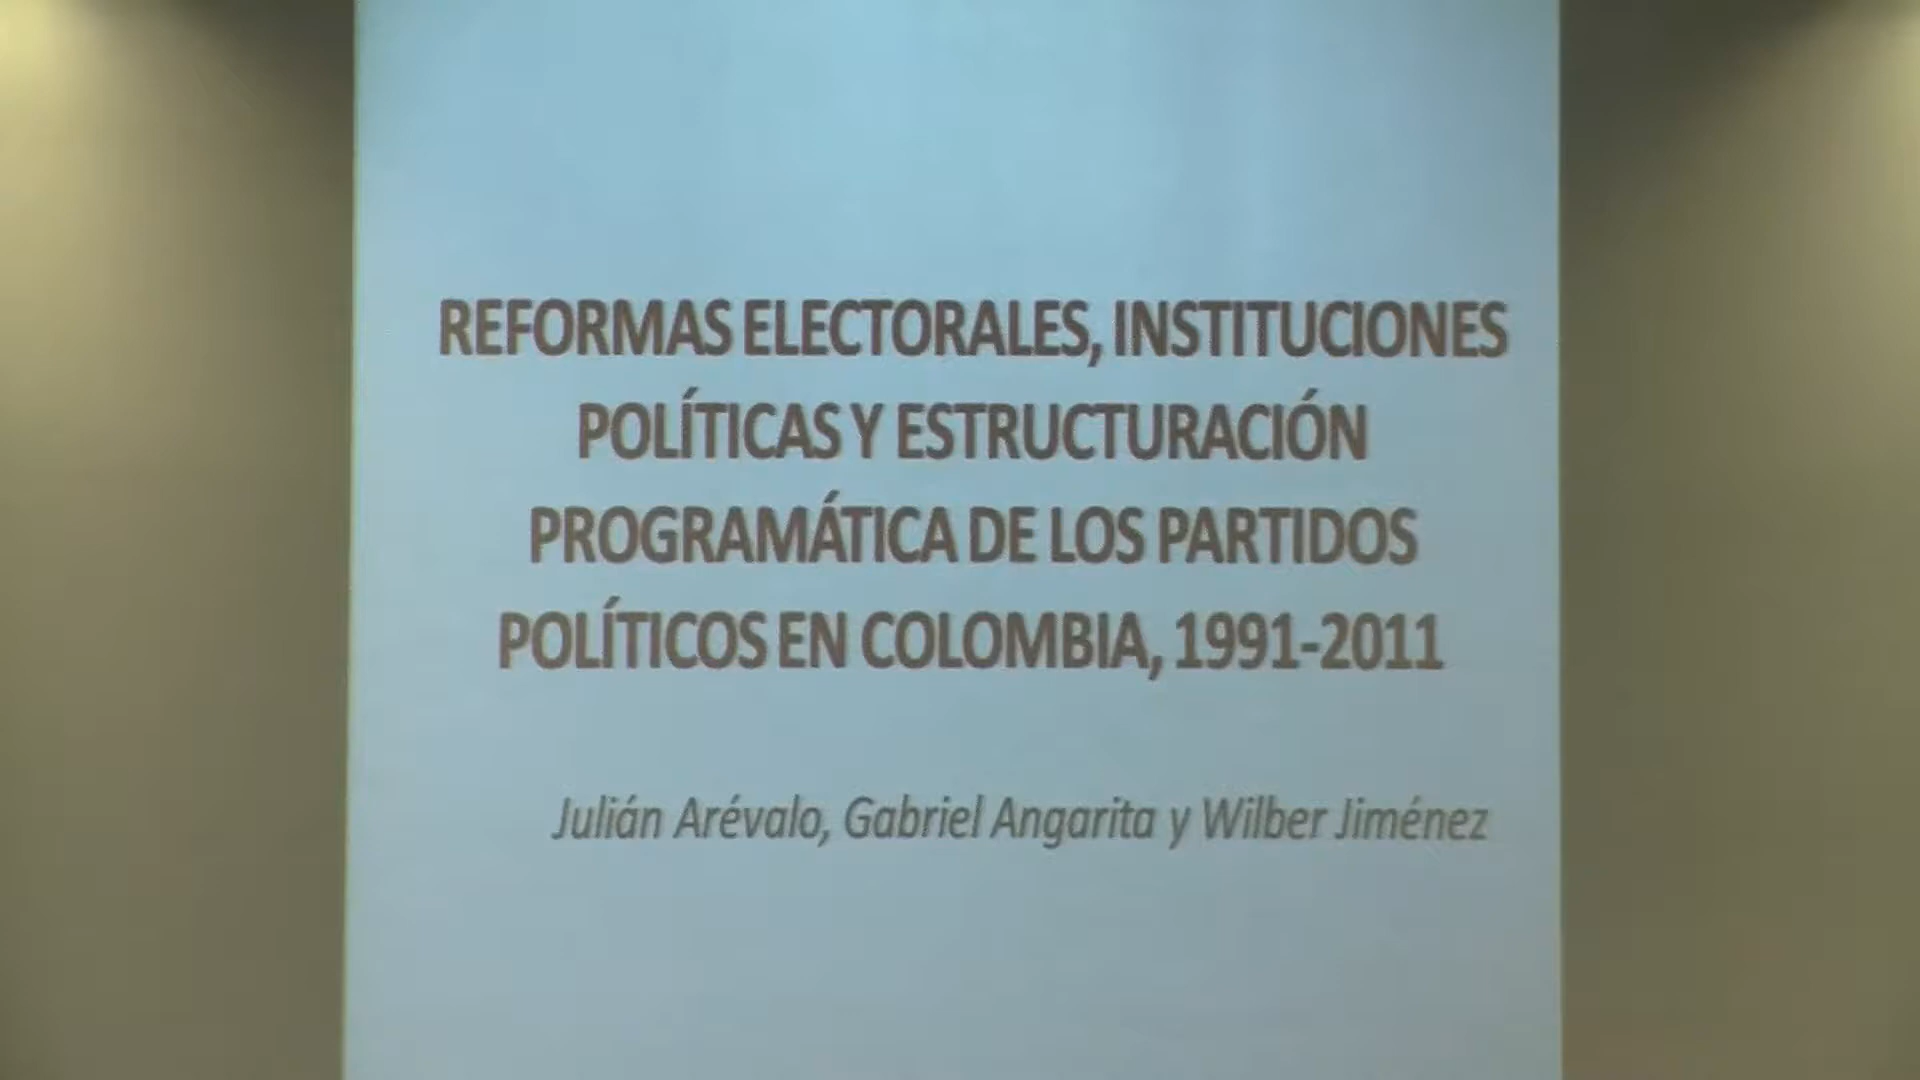 REFORMAS ELECTORALES, INSTITUCIONES
POLÍTICAS Y ESTRUCTURACIÓN
PROGRAMÁTICA DE LOS PARTIDOS
POLÍTICOS EN COLOMBIA, 1991-2011
Julián Arévalo, Gabriel Angarita y Wilber Jiménez